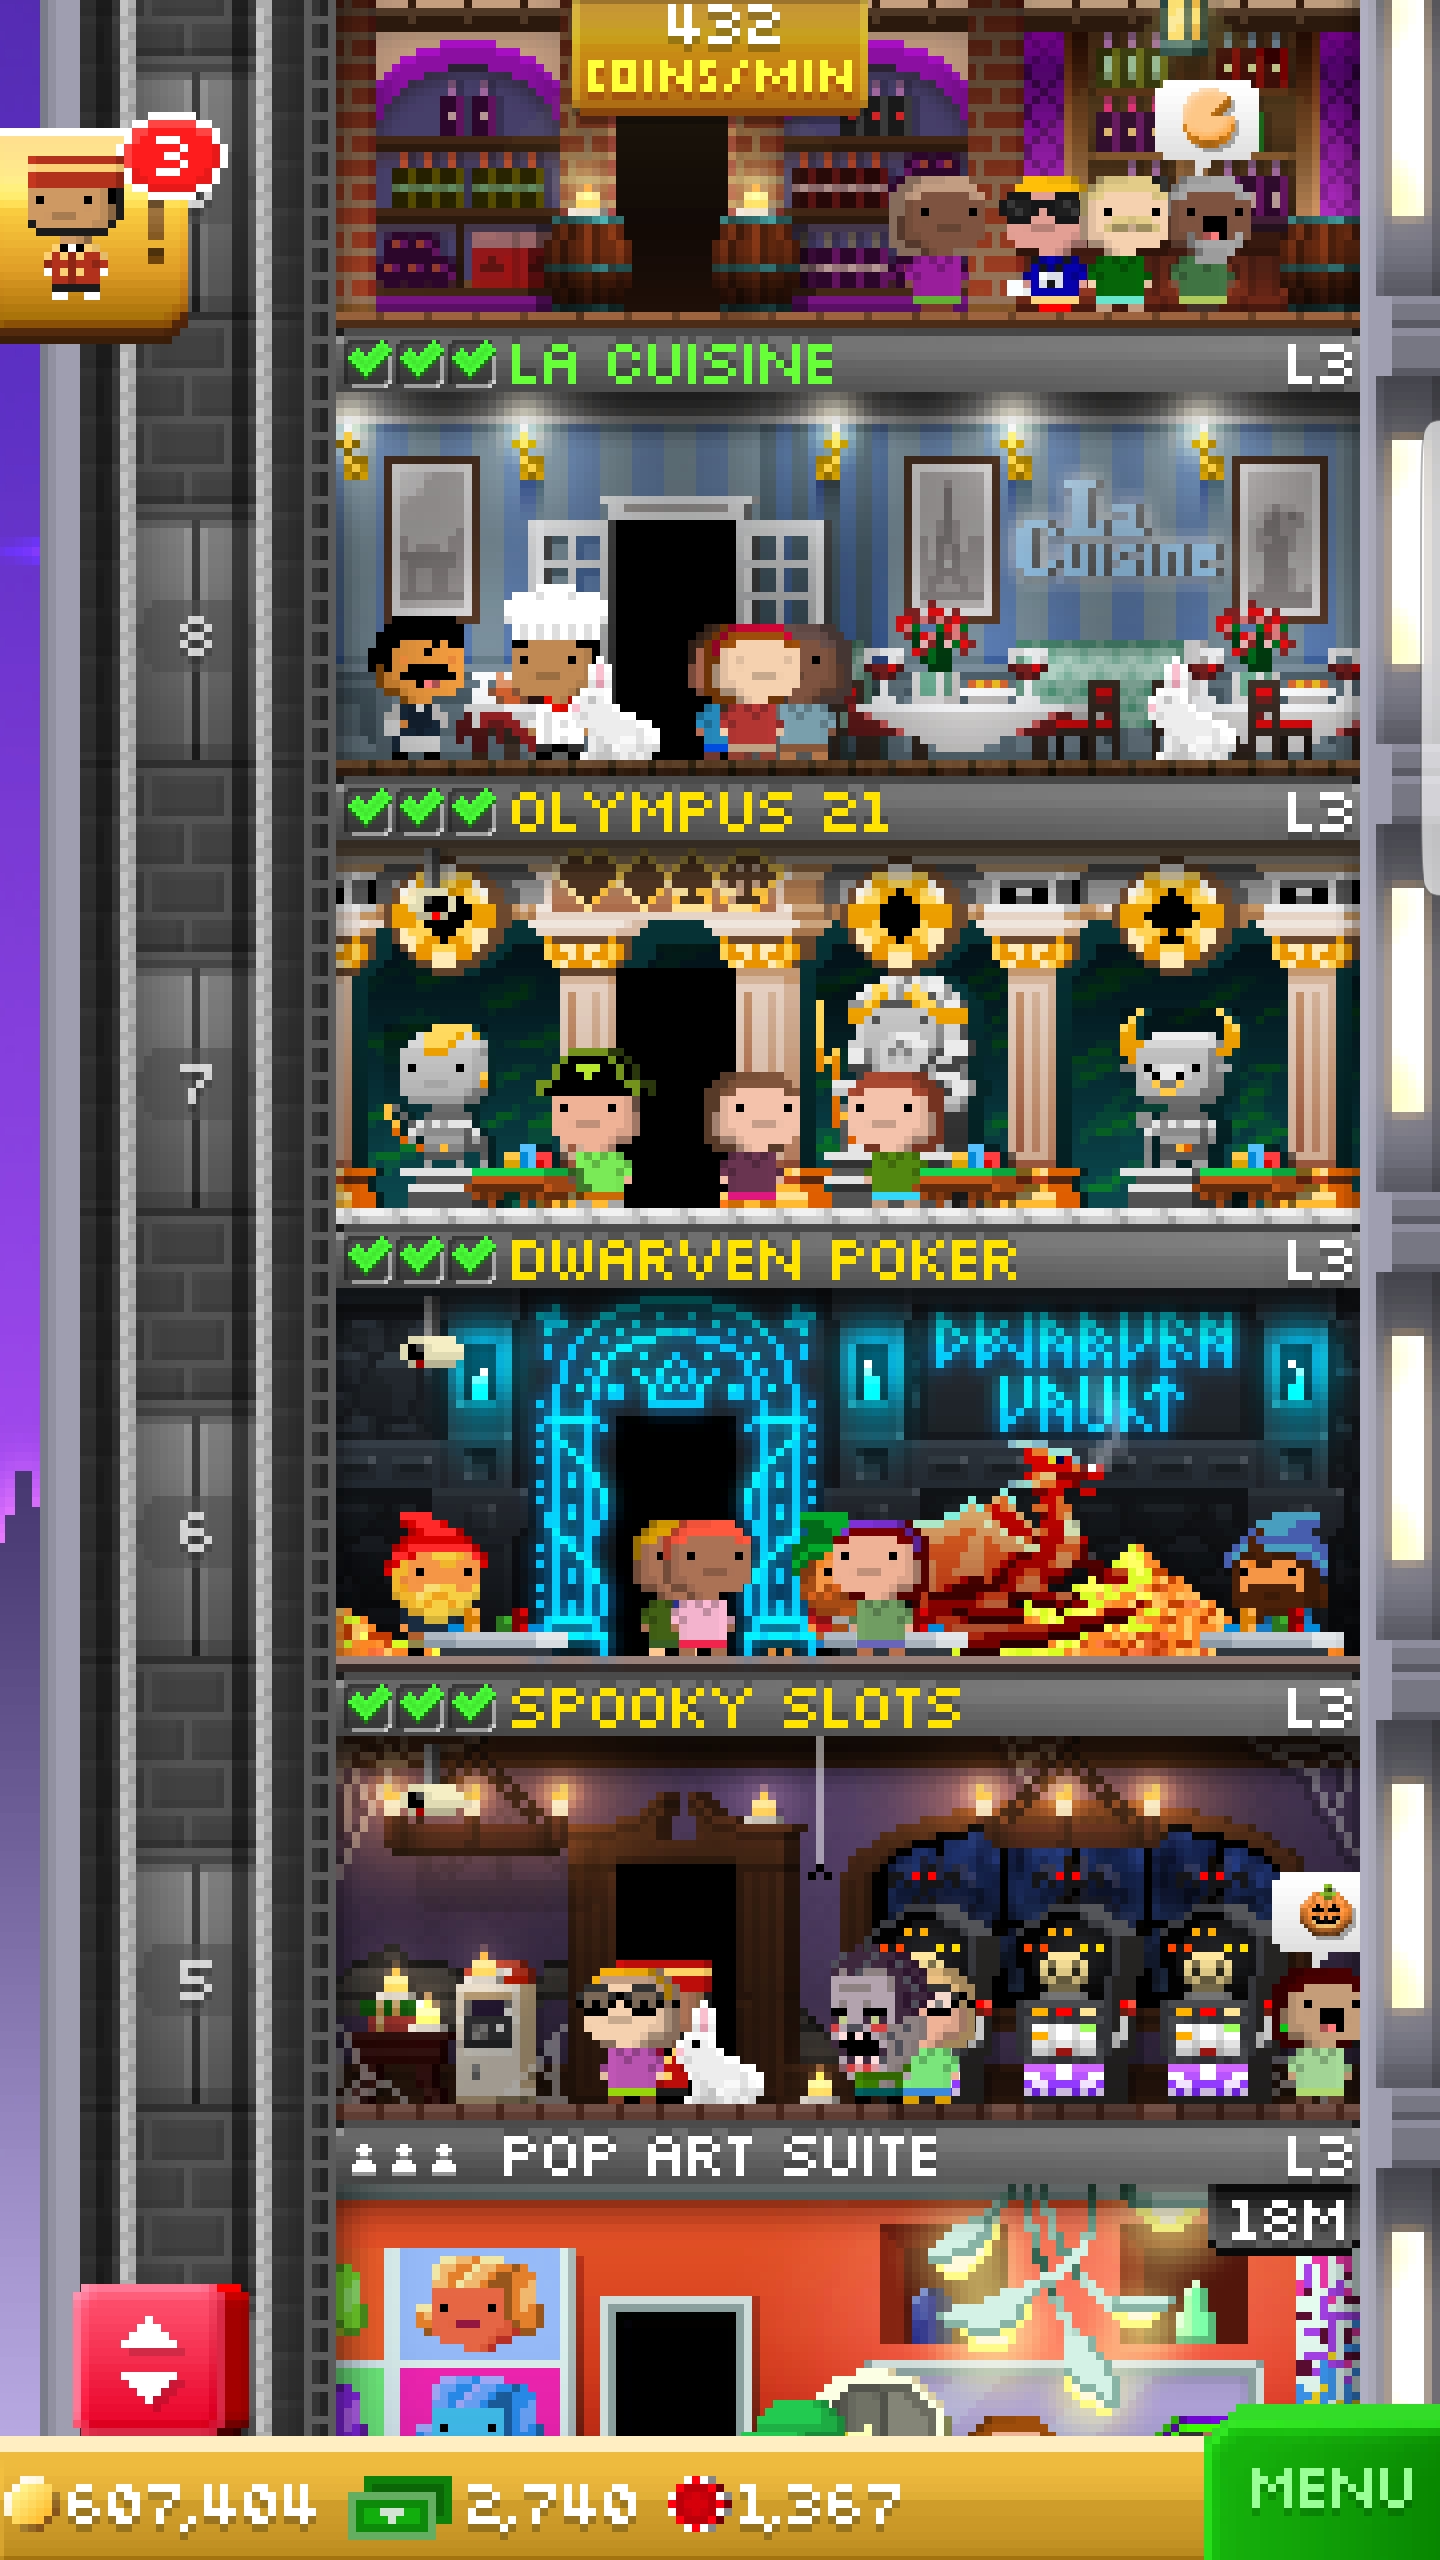 432
COINS/MIN
3
LA CUISINE L3
La
Cuisine
8
OLYMPUS 21 L3
7
DWARVEN POKER L3
DWARVEN
VAULT
6
SPOOKY SLOTS L3
5
POP ART SUITE L3
18M
607,404 2,740 1,367
MENU